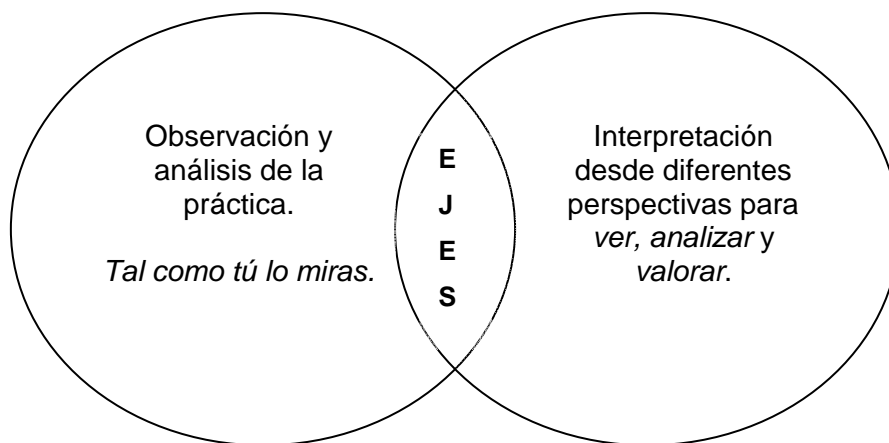 Observación y
análisis de la
práctica.
Tal como tú lo miras.
E
J
E
S
Interpretación
desde diferentes
perspectivas para
ver, analizar y
valorar.